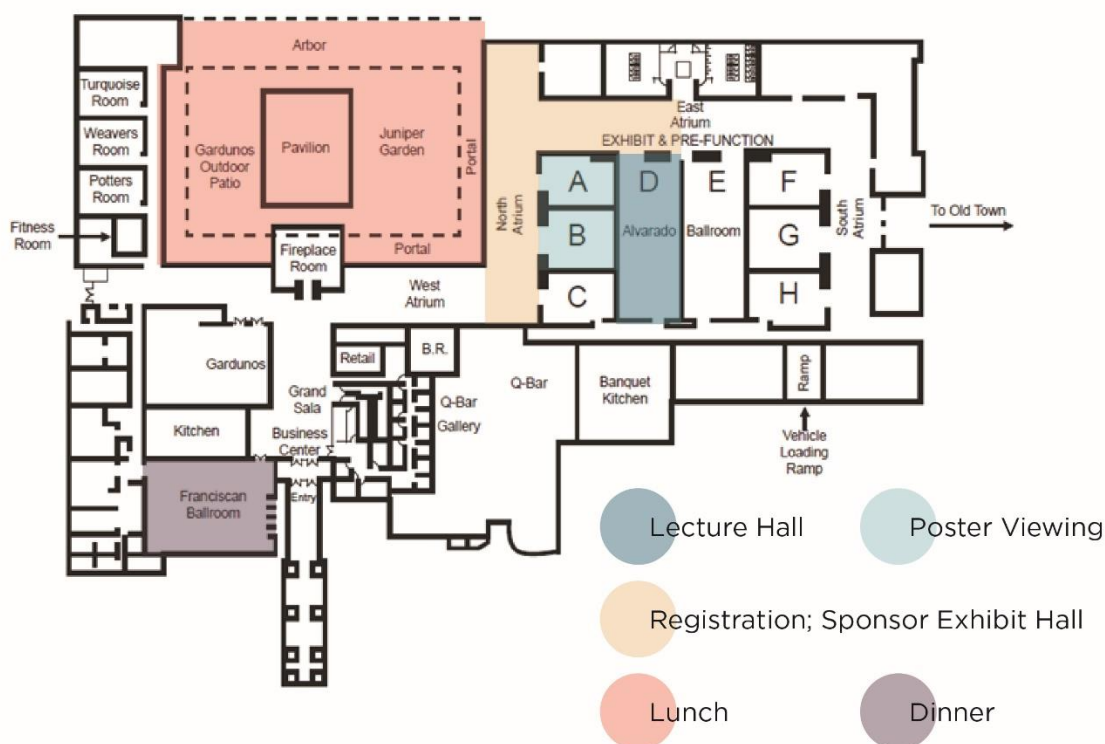 Arbor
Turquoise
Room
Weavers
Room
Potters
Room
Fitness
Room
Gardunos
Outdoor
Patio
Pavilion
Juniper
Garden
Portal
Portal
Fireplace
Room
North
Atrium
West
Atrium
East
Atrium
EXHIBIT & PRE-FUNCTION
A
B
C
D
Alvarado
E
Ballroom
F
G
H
South
Atrium
To Old Town
Gardunos
Kitchen
Franciscan
Ballroom
Retail
B.R.
Grand
Sala
Business
Center
Entry
Q-Bar
Gallery
Q-Bar
Banquet
Kitchen
Ramp
Vehicle
Loading
Ramp
Lecture Hall
Poster Viewing
Registration; Sponsor Exhibit Hall
Lunch
Dinner